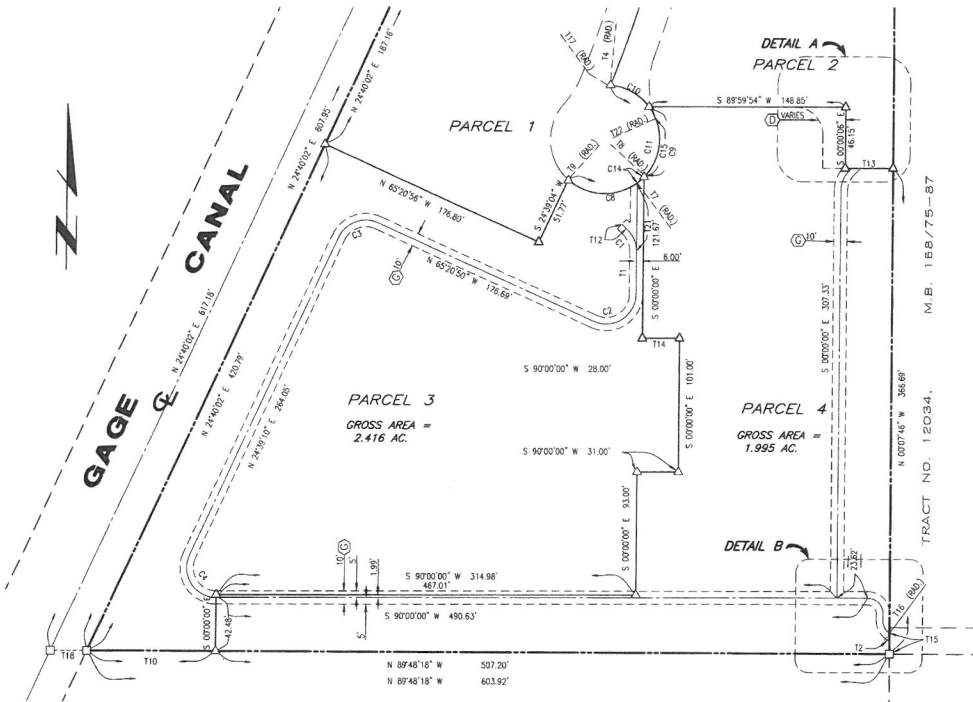 T17 (RAD.)
T4 (RAD.)
N 24°40'02" E 187.16'
N 24°40'02" E 607.95'
DETAIL A
PARCEL 2
C10
S 89°59'54" W 148.85'
D VARIES
S 00°00'06" E
46.15'
PARCEL 1
T22 (RAD.)
T8 (RAD.)
C11
C15
C9
T9 (RAD.)
C14
C8
T13
T7 (RAD.)
GAGE CANAL
N 65°20'56" W
176.80'
S 24°39'04" W
51.77'
C3
T12
C1
T21
121.67'
S 00°00'00" E
6.00'
G 10'
G 10'
N 65°20'50" W
176.69'
T1
C2
T14
N 24°40'02" E 617.18'
N 24°40'02" E 420.79'
N 24°39'10" E 264.05'
CL
S 00°00'00" E 307.33'
N 00°07'46" W 366.69'
M.B. 168/75-87
TRACT NO. 12034,
S 90°00'00" W 28.00'
S 00°00'00" E 101.00'
PARCEL 3
GROSS AREA =
2.416 AC.
PARCEL 4
GROSS AREA =
1.995 AC.
S 90°00'00" W 31.00'
S 00°00'00" E 93.00'
DETAIL B
23.62'
C4
10'
G
5'
1.99'
S 90°00'00" W 314.98'
467.01'
S 90°00'00" W 490.63'
5'
S 00°00'00" E
42.48'
T16 (RAD.)
T15
T2
T18
T10
N 89°48'18" W 507.20'
N 89°48'18" W 603.92'